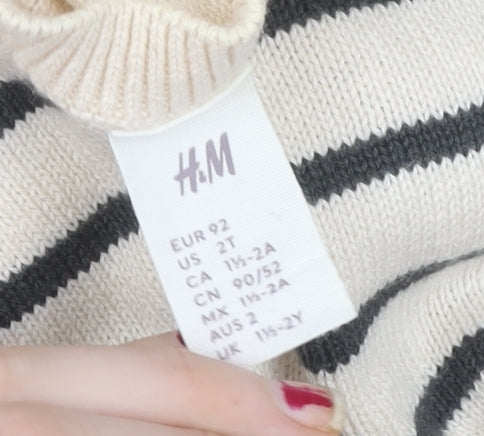 H&M
EUR 92
US 2T
CA 1½-2A
CN 90/52
MX 1½-2A
AUS 2
UK 1½-2Y